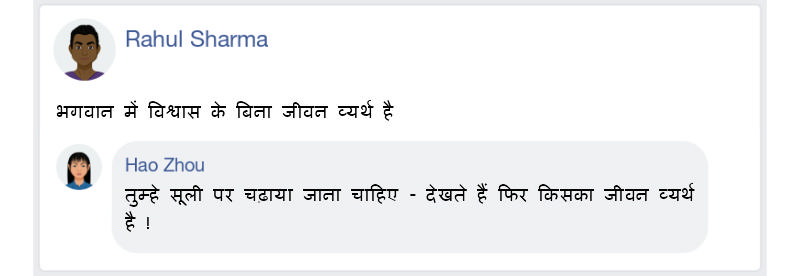 Rahul Sharma
भगवान में विश्वास के बिना जीवन व्यर्थ है
Hao Zhou
तुम्हे सूली पर चढ़ाया जाना चाहिए - देखते हैं फिर किसका जीवन व्यर्थ
है !